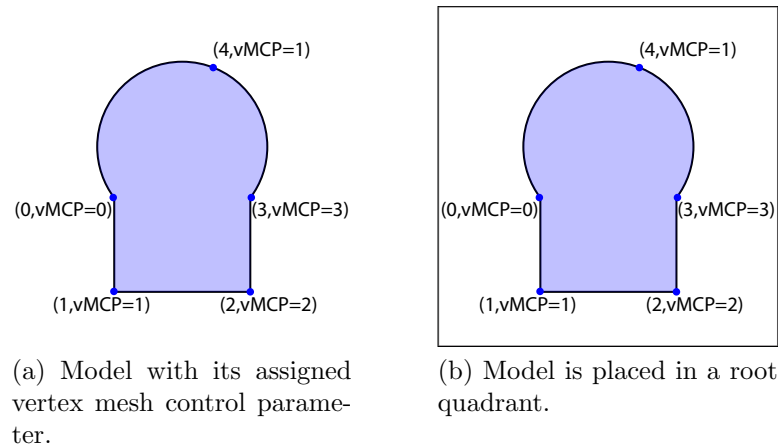 (4,vMCP=1)
(0,vMCP=0)
(3,vMCP=3)
(1,vMCP=1)
(2,vMCP=2)
(a) Model with its assigned
vertex mesh control parame-
ter.
(4,vMCP=1)
(0,vMCP=0)
(3,vMCP=3)
(1,vMCP=1)
(2,vMCP=2)
(b) Model is placed in a root
quadrant.